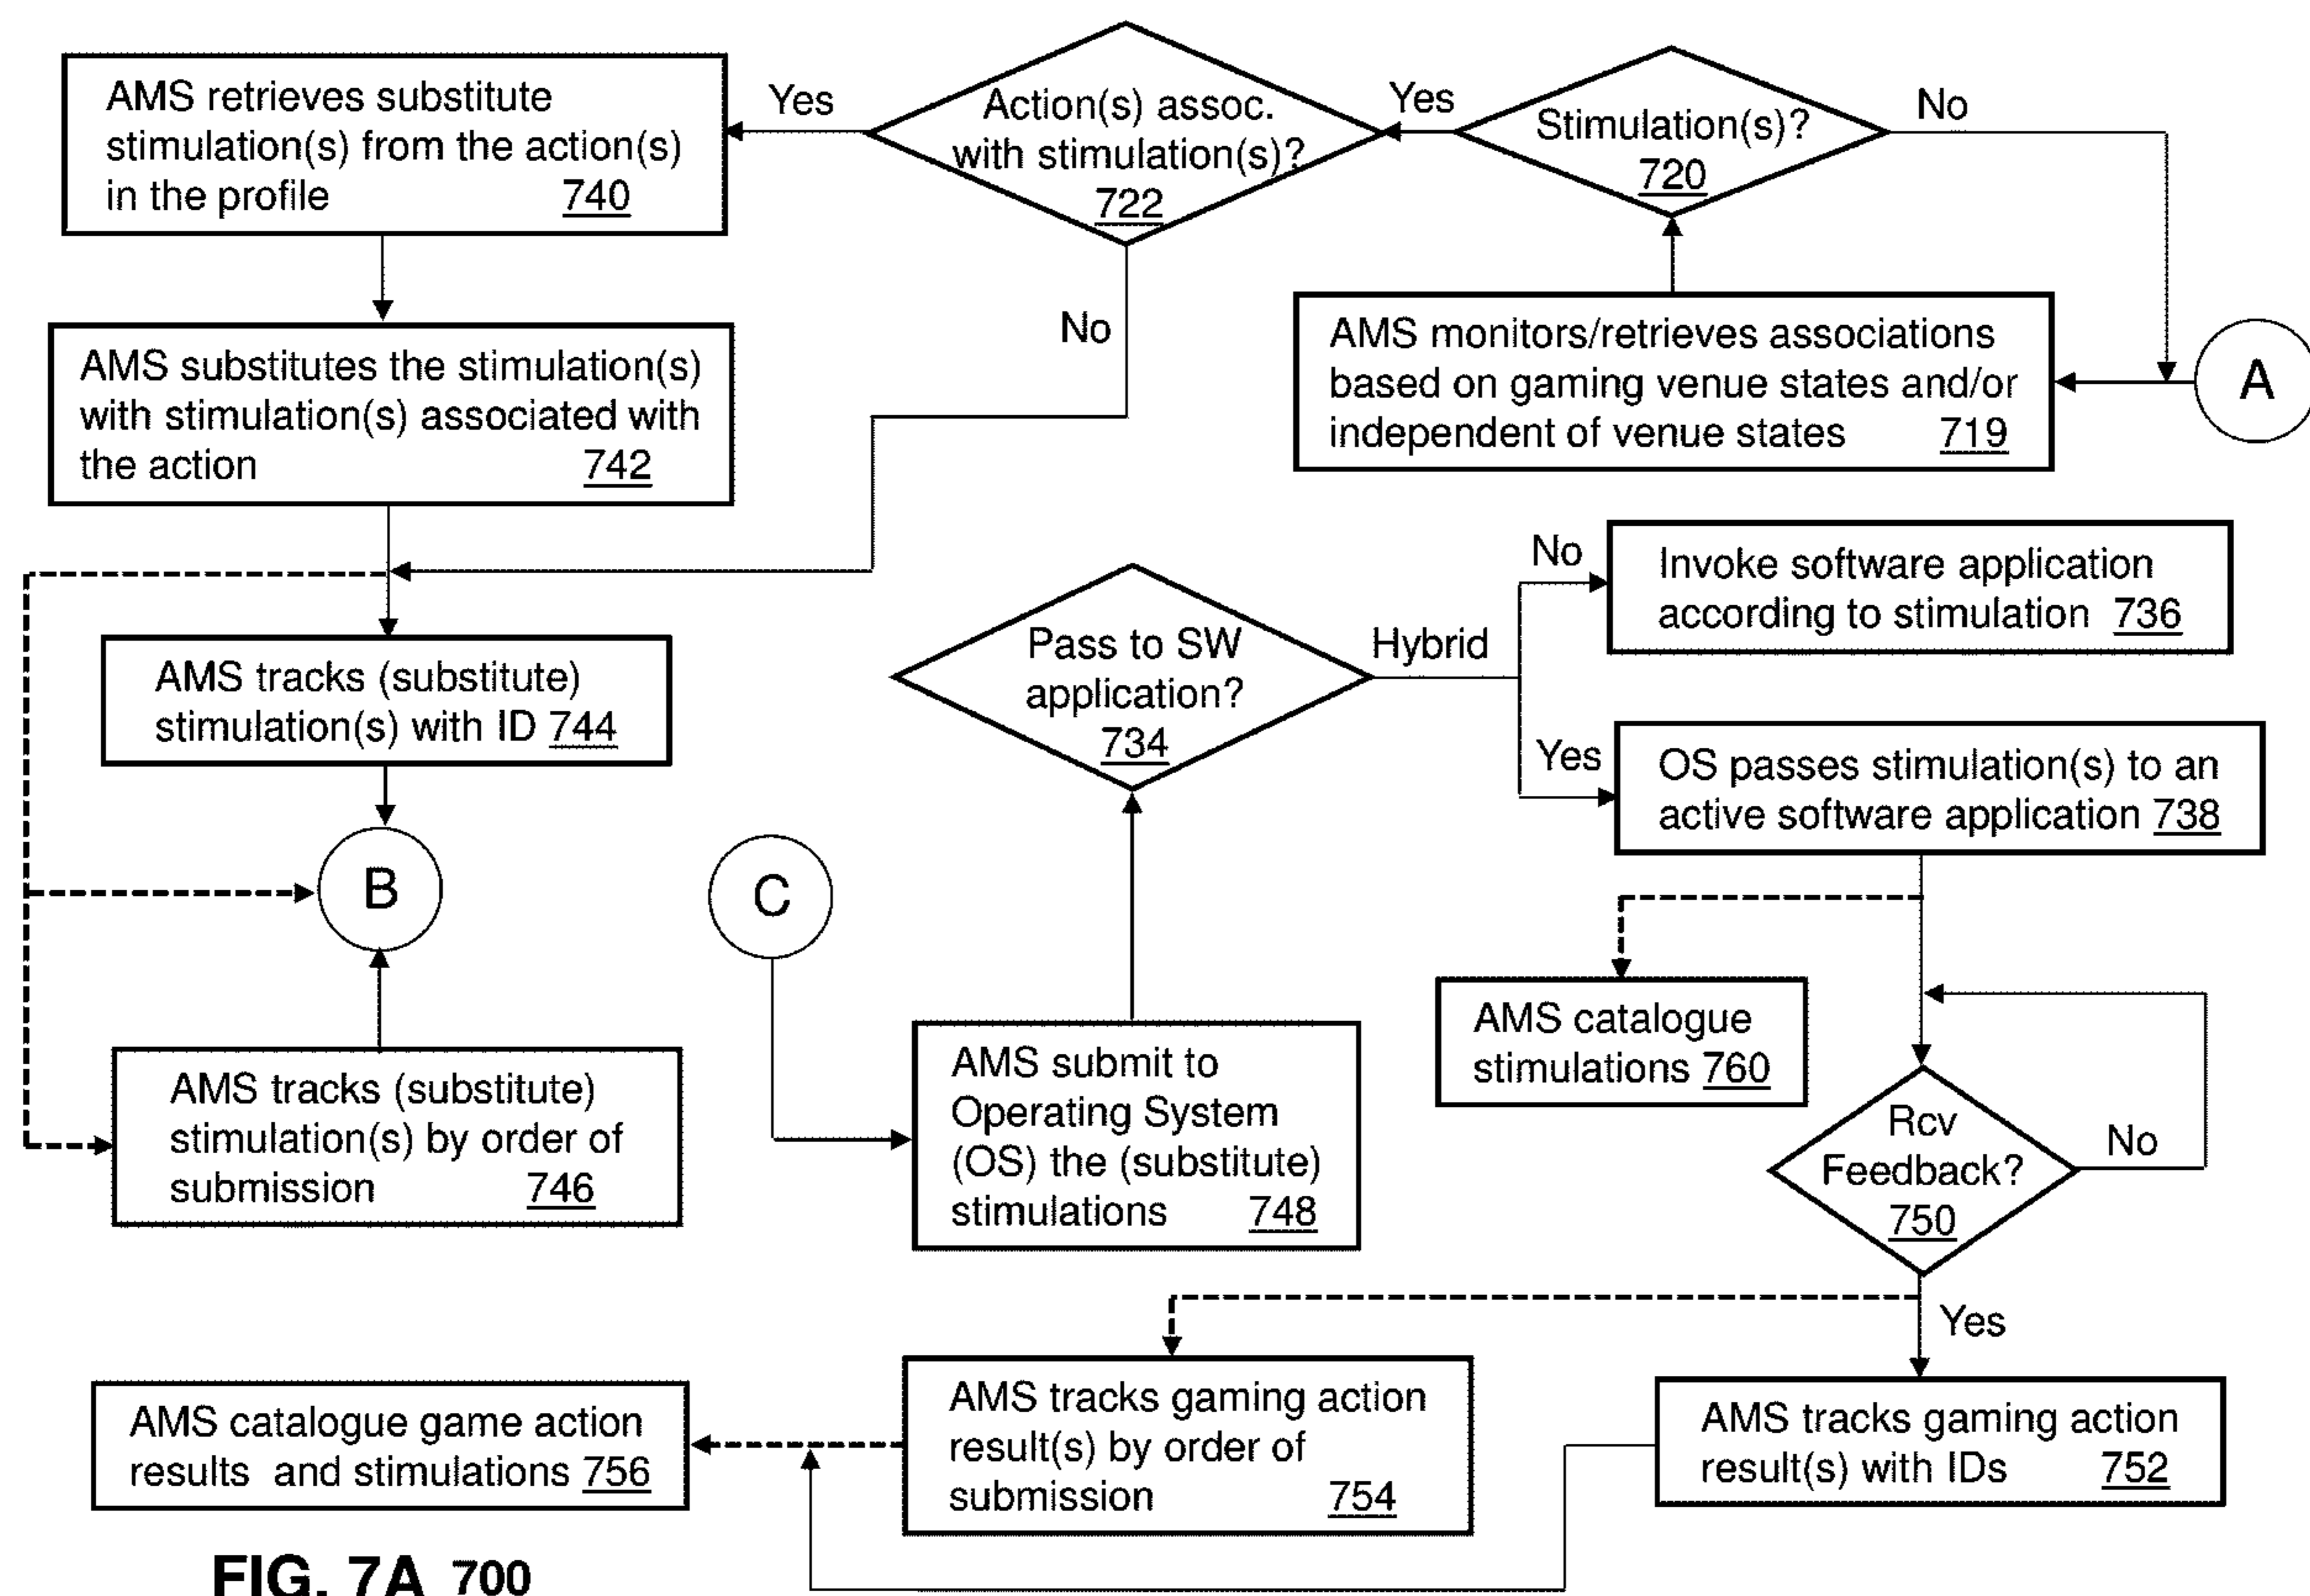 AMS retrieves substitute
stimulation(s) from the action(s)
in the profile 740
Yes
Action(s) assoc.
with stimulation(s)?
722
Yes
Stimulation(s)?
720
No
No
AMS monitors/retrieves associations
based on gaming venue states and/or
independent of venue states 719
A
AMS substitutes the stimulation(s)
with stimulation(s) associated with
the action 742
AMS tracks (substitute)
stimulation(s) with ID 744
B
C
Pass to SW
application?
734
Hybrid
No
Invoke software application
according to stimulation 736
Yes
OS passes stimulation(s) to an
active software application 738
AMS catalogue
stimulations 760
AMS tracks (substitute)
stimulation(s) by order of
submission 746
AMS submit to
Operating System
(OS) the (substitute)
stimulations 748
Rcv
Feedback?
750
No
Yes
AMS catalogue game action
results and stimulations 756
AMS tracks gaming action
result(s) by order of
submission 754
AMS tracks gaming action
result(s) with IDs 752
FIG. 7A 700